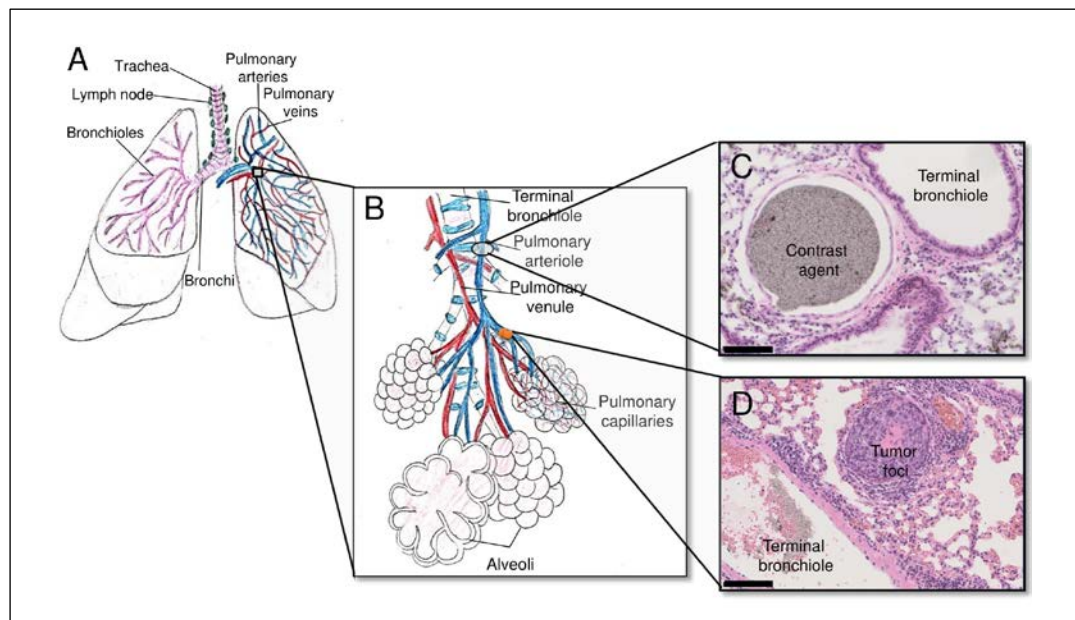 A
Trachea
Lymph node
Bronchioles
Pulmonary
arteries
Pulmonary
veins
Bronchi
B
Terminal
bronchiole
Pulmonary
arteriole
Pulmonary
venule
Pulmonary
capillaries
Alveoli
C
Terminal
bronchiole
Contrast
agent
D
Tumor
foci
Terminal
bronchiole